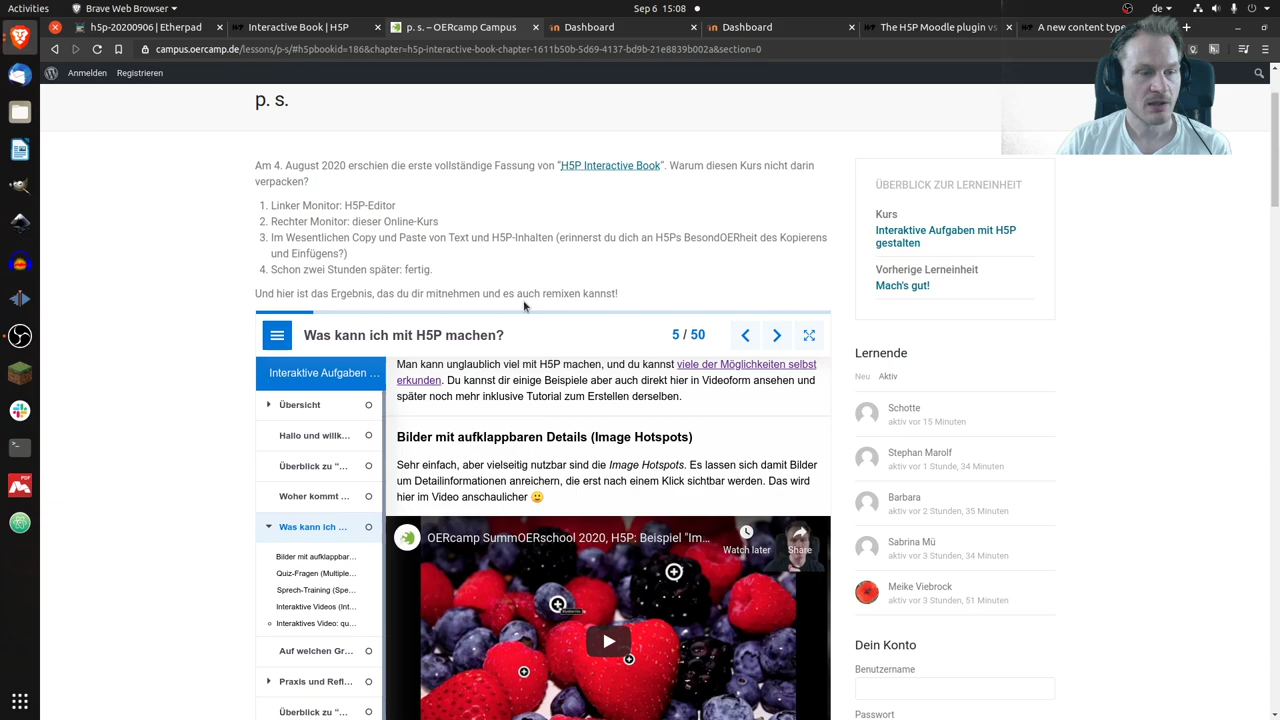 Brave Web Browser
Sep 6 15:08
h5p-20200906 | Etherpad
Interactive Book | H5P
p. s. – OERcamp Campus
Dashboard
Dashboard
The H5P Moodle plugin vs
A new content type
campus.oercamp.de/lessons/p-s/#h5pbookid=186&chapter=h5p-interactive-book-chapter-1611b50b-5d69-4137-bd9b-21e8839b002a&section=0
Anmelden
Registrieren
p. s.
Am 4. August 2020 erschien die erste vollständige Fassung von “H5P Interactive Book”. Warum diesen Kurs nicht darin
verpacken?
1. Linker Monitor: H5P-Editor
2. Rechter Monitor: dieser Online-Kurs
3. Im Wesentlichen Copy und Paste von Text und H5P-Inhalten (erinnerst du dich an H5Ps BesondOERheit des Kopierens
und Einfügens?)
4. Schon zwei Stunden später: fertig.
Und hier ist das Ergebnis, das du dir mitnehmen und es auch remixen kannst!
Was kann ich mit H5P machen?
5 / 50
Interaktive Aufgaben ...
Übersicht
Hallo und willk...
Überblick zu “...
Woher kommt ...
Was kann ich ...
Bilder mit aufklappbar...
Quiz-Fragen (Multiple...
Sprech-Training (Spe...
Interaktive Videos (Int...
Interaktives Video: qu...
Auf welchen Gr...
Praxis und Refl...
Überblick zu “...
Man kann unglaublich viel mit H5P machen, und du kannst viele der Möglichkeiten selbst
erkunden. Du kannst dir einige Beispiele aber auch direkt hier in Videoform ansehen und
später noch mehr inklusive Tutorial zum Erstellen derselben.
Bilder mit aufklappbaren Details (Image Hotspots)
Sehr einfach, aber vielseitig nutzbar sind die Image Hotspots. Es lassen sich damit Bilder
um Detailinformationen anreichern, die erst nach einem Klick sichtbar werden. Das wird
hier im Video anschaulicher 🙂
OERcamp SummOERschool 2020, H5P: Beispiel "Im...
Watch later
Share
ÜBERBLICK ZUR LERNEINHEIT
Kurs
Interaktive Aufgaben mit H5P
gestalten
Vorherige Lerneinheit
Mach's gut!
Lernende
Neu Aktiv
Schotte
aktiv vor 15 Minuten
Stephan Marolf
aktiv vor 1 Stunde, 34 Minuten
Barbara
aktiv vor 2 Stunden, 35 Minuten
Sabrina Mü
aktiv vor 3 Stunden, 34 Minuten
Meike Viebrock
aktiv vor 3 Stunden, 51 Minuten
Dein Konto
Benutzername
Passwort